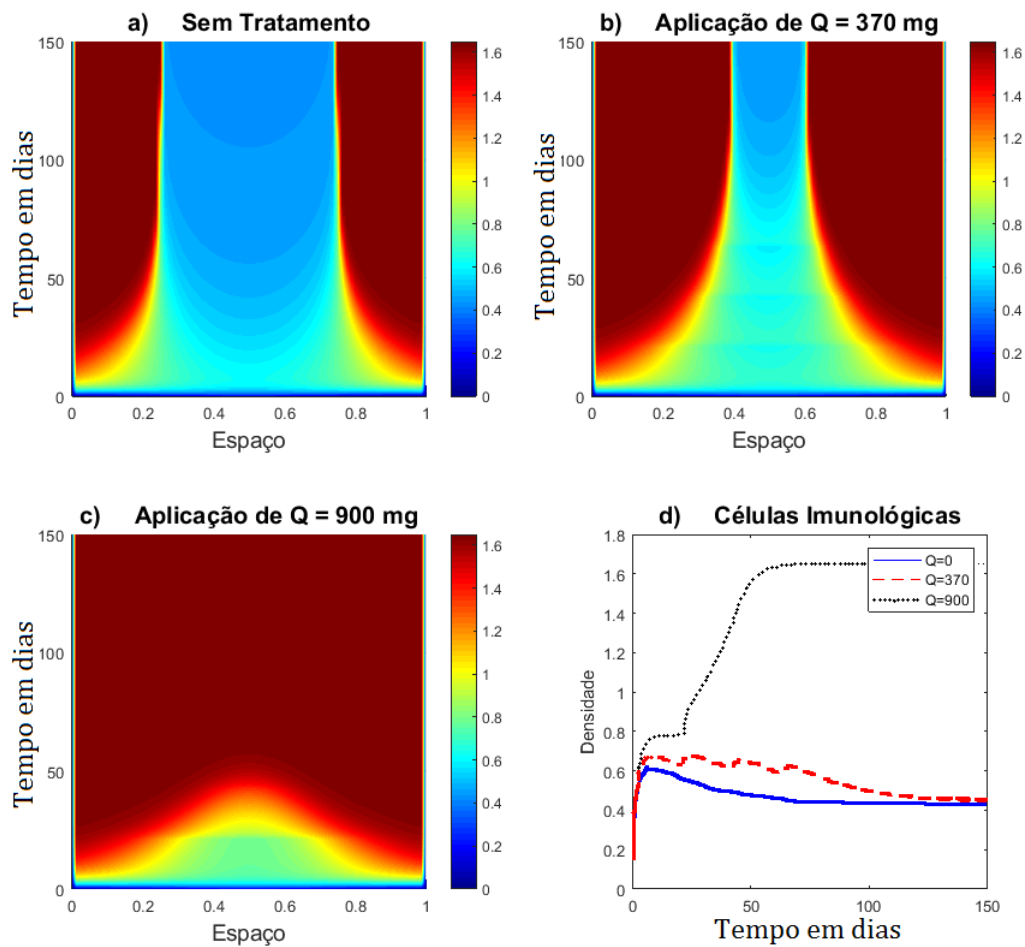 a) Sem Tratamento
150
100
50
0
Tempo em dias
0 0.2 0.4 0.6 0.8 1
Espaço
1.6
1.4
1.2
1
0.8
0.6
0.4
0.2
0
b) Aplicação de Q = 370 mg
150
100
50
0
Tempo em dias
0 0.2 0.4 0.6 0.8 1
Espaço
1.6
1.4
1.2
1
0.8
0.6
0.4
0.2
0
c) Aplicação de Q = 900 mg
150
100
50
0
Tempo em dias
0 0.2 0.4 0.6 0.8 1
Espaço
1.6
1.4
1.2
1
0.8
0.6
0.4
0.2
0
d) Células Imunológicas
1.8
1.6
1.4
1.2
1
0.8
0.6
0.4
0.2
0
Densidade
Q=0
Q=370
Q=900
0 50 100 150
Tempo em dias